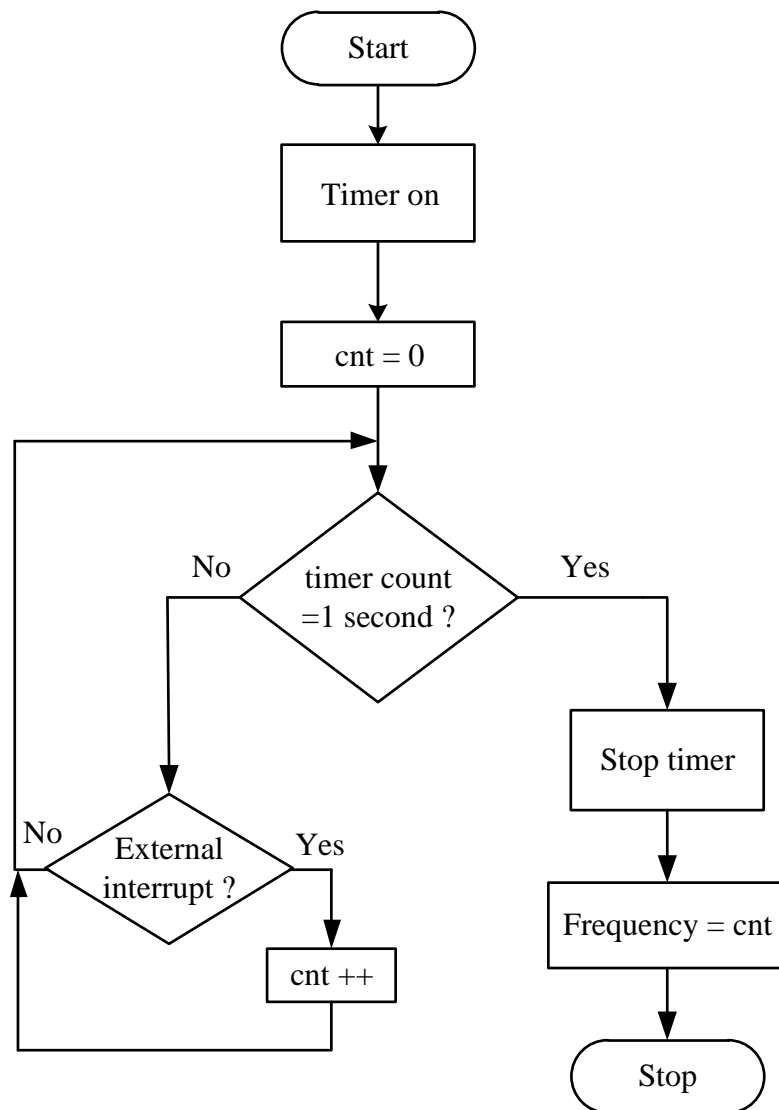 Start
Timer on
cnt = 0
No
timer count
=1 second ?
Yes
Stop timer
No
External
interrupt ?
Yes
Frequency = cnt
cnt ++
Stop